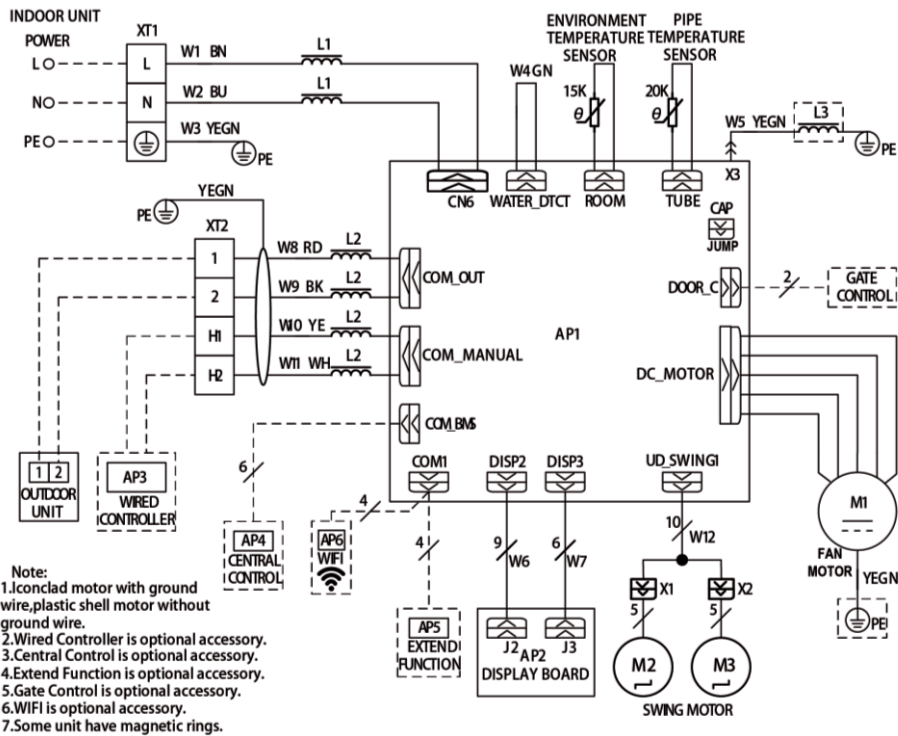 INDOOR UNIT
POWER
XT1
L
L
W1 BN
L1
N
N
W2 BU
L1
PE
W3 YEGN
PE
ENVIRONMENT
TEMPERATURE
SENSOR
PIPE
TEMPERATURE
SENSOR
W4GN
15K
θ
20K
θ
W5 YEGN
L3
PE
X3
CN6
WATER_DTCT
ROOM
TUBE
CAP
JUMP
YEGN
PE
XT2
1
W8 RD
L2
2
W9 BK
L2
COM_OUT
H1
W10 YE
L2
H2
W11 WH
L2
COM_MANUAL
AP1
DOOR_C
2
GATE
CONTROL
DC_MOTOR
COM_BMS
COM1
DISP2
DISP3
UD_SWING1
1 2
OUTDOOR
UNIT
AP3
WIRED
CONTROLLER
6
AP4
CENTRAL
CONTROL
4
AP6
WIFI
4
AP5
EXTEND
FUNCTION
9
W6
6
W7
J2
J3
AP2
DISPLAY BOARD
10
W12
X1
X2
5
5
M2
M3
SWING MOTOR
M1
FAN
MOTOR
YEGN
PE
Note:
1.Iconclad motor with ground
wire,plastic shell motor without
ground wire.
2.Wired Controller is optional accessory.
3.Central Control is optional accessory.
4.Extend Function is optional accessory.
5.Gate Control is optional accessory.
6.WIFI is optional accessory.
7.Some unit have magnetic rings.